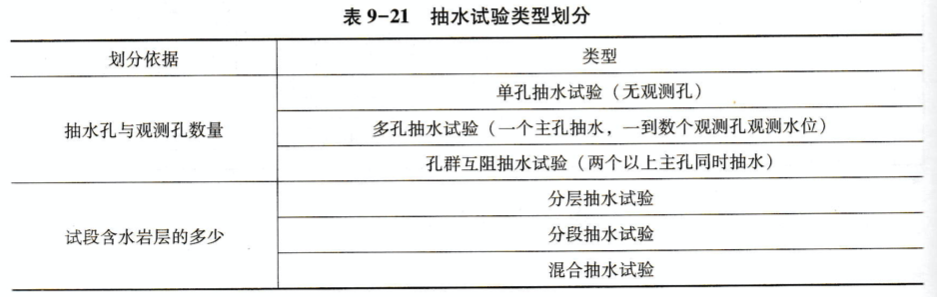 表9-21 抽水试验类型划分
划分依据 类型
单孔抽水试验（无观测孔）
抽水孔与观测孔数量 多孔抽水试验（一个主孔抽水，一到数个观测孔观测水位）
孔群互阻抽水试验（两个以上主孔同时抽水）
分层抽水试验
试段含水岩层的多少 分段抽水试验
混合抽水试验